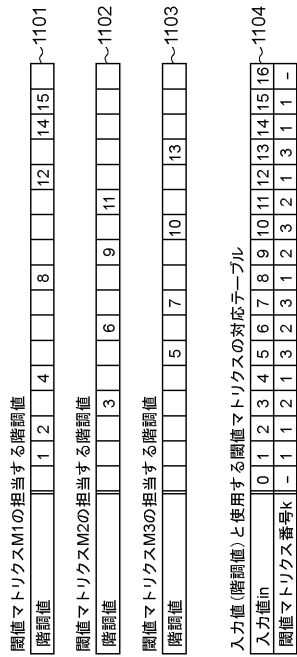 閾値マトリクスM1の担当する階調値
階調値 1 2 4 8 12 14 15
1101
閾値マトリクスM2の担当する階調値
階調値 3 6 9 11
1102
閾値マトリクスM3の担当する階調値
階調値 5 7 10 13
1103
入力値(階調値)と使用する閾値マトリクスの対応テーブル
入力値in 0 1 2 3 4 5 6 7 8 9 10 11 12 13 14 15 16
閾値マトリクス番号k – 1 1 2 1 3 2 3 1 2 3 2 1 3 1 1 –
1104